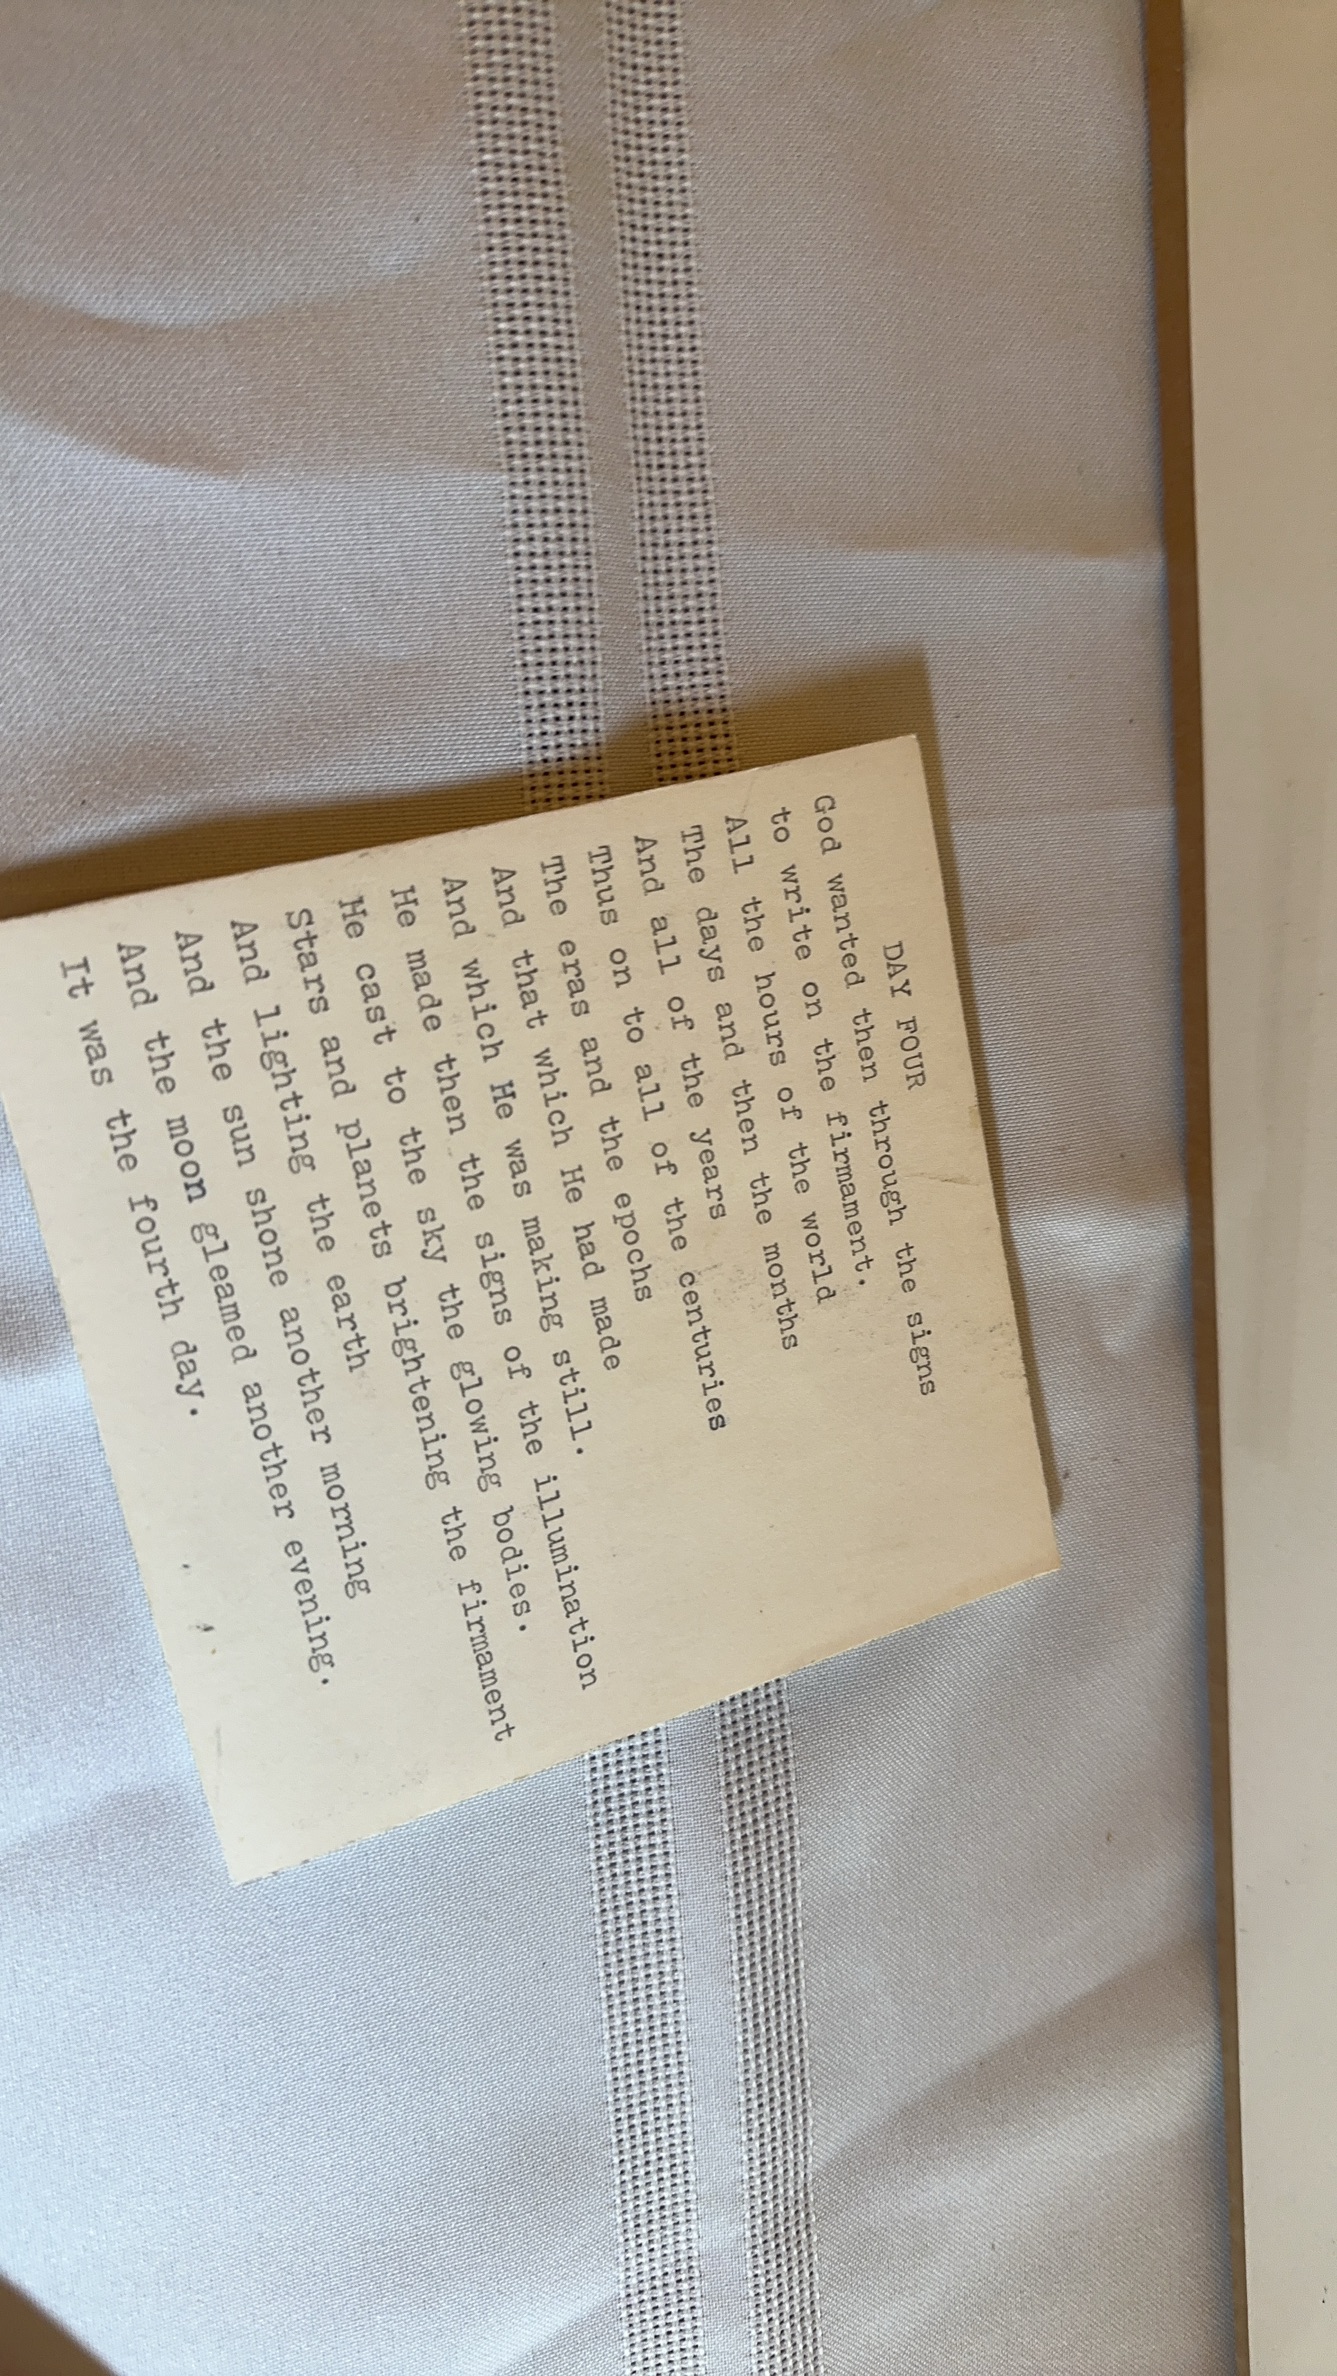 DAY FOUR
God wanted then through the signs
to write on the firmament.
All the hours of the world
The days and then the months
And all of the years
Thus on to all of the centuries
The eras and the epochs
And that which He had made
And which He was making still.
He made then the signs of the illumination
He cast to the sky the glowing bodies.
Stars and planets brightening the firmament
And lighting the earth
And the sun shone another morning
And the moon gleamed another evening.
It was the fourth day.